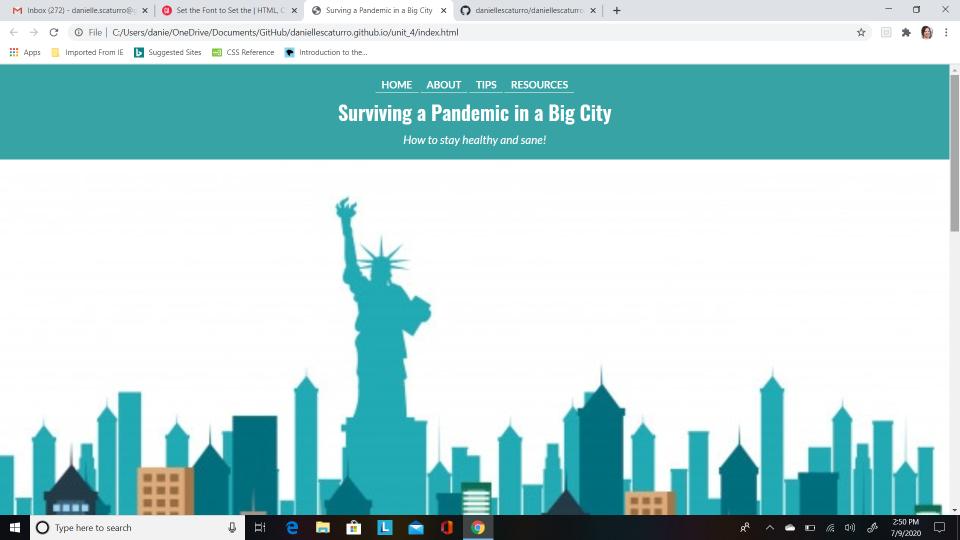 Inbox (272) - danielle.scaturro@g
Set the Font to Set the | HTML, C
Surving a Pandemic in a Big City
daniellescaturro/daniellescaturro.
File | C:/Users/danie/OneDrive/Documents/GitHub/daniellescaturro.github.io/unit_4/index.html
Apps Imported From IE Suggested Sites CSS Reference Introduction to the...
HOME ABOUT TIPS RESOURCES
Surviving a Pandemic in a Big City
How to stay healthy and sane!
Type here to search
2:50 PM
7/9/2020